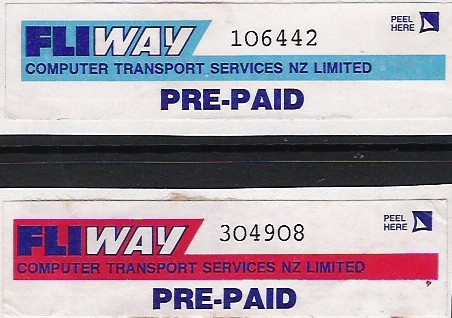 FLIWAY 106442 PEEL HERE
COMPUTER TRANSPORT SERVICES NZ LIMITED
PRE-PAID
FLIWAY 304908 PEEL HERE
COMPUTER TRANSPORT SERVICES NZ LIMITED
PRE-PAID